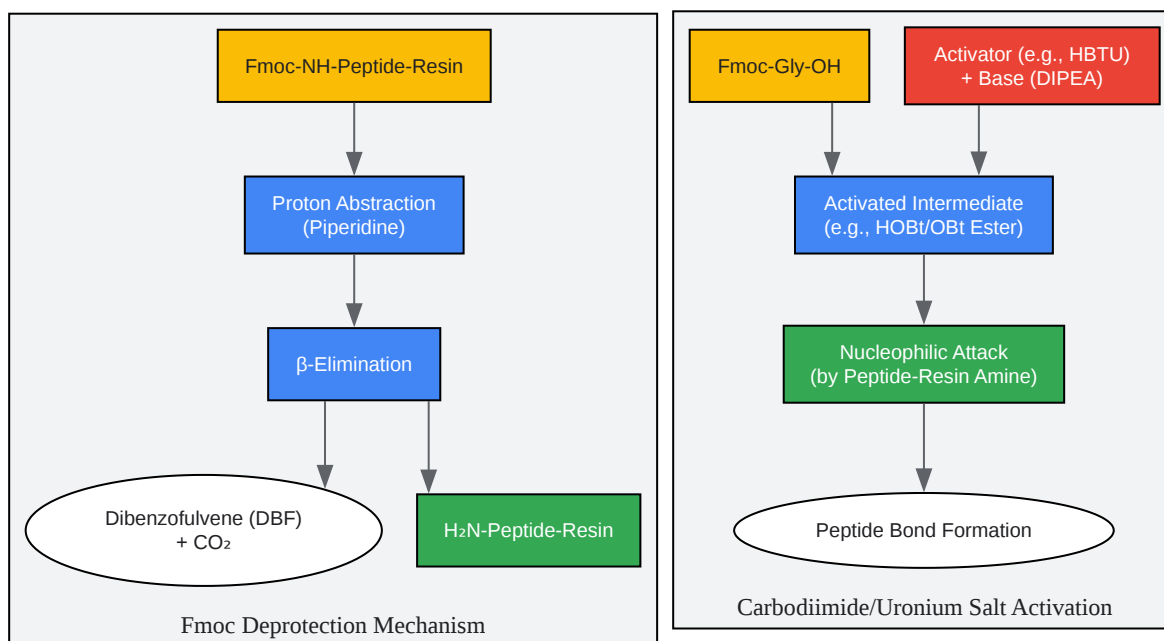 Fmoc-NH-Peptide-Resin
Proton Abstraction
(Piperidine)
β-Elimination
Dibenzofulvene (DBF)
+ CO₂
H₂N-Peptide-Resin
Fmoc Deprotection Mechanism
Fmoc-Gly-OH
Activator (e.g., HBTU)
+ Base (DIPEA)
Activated Intermediate
(e.g., HOBt/OBt Ester)
Nucleophilic Attack
(by Peptide-Resin Amine)
Peptide Bond Formation
Carbodiimide/Uronium Salt Activation